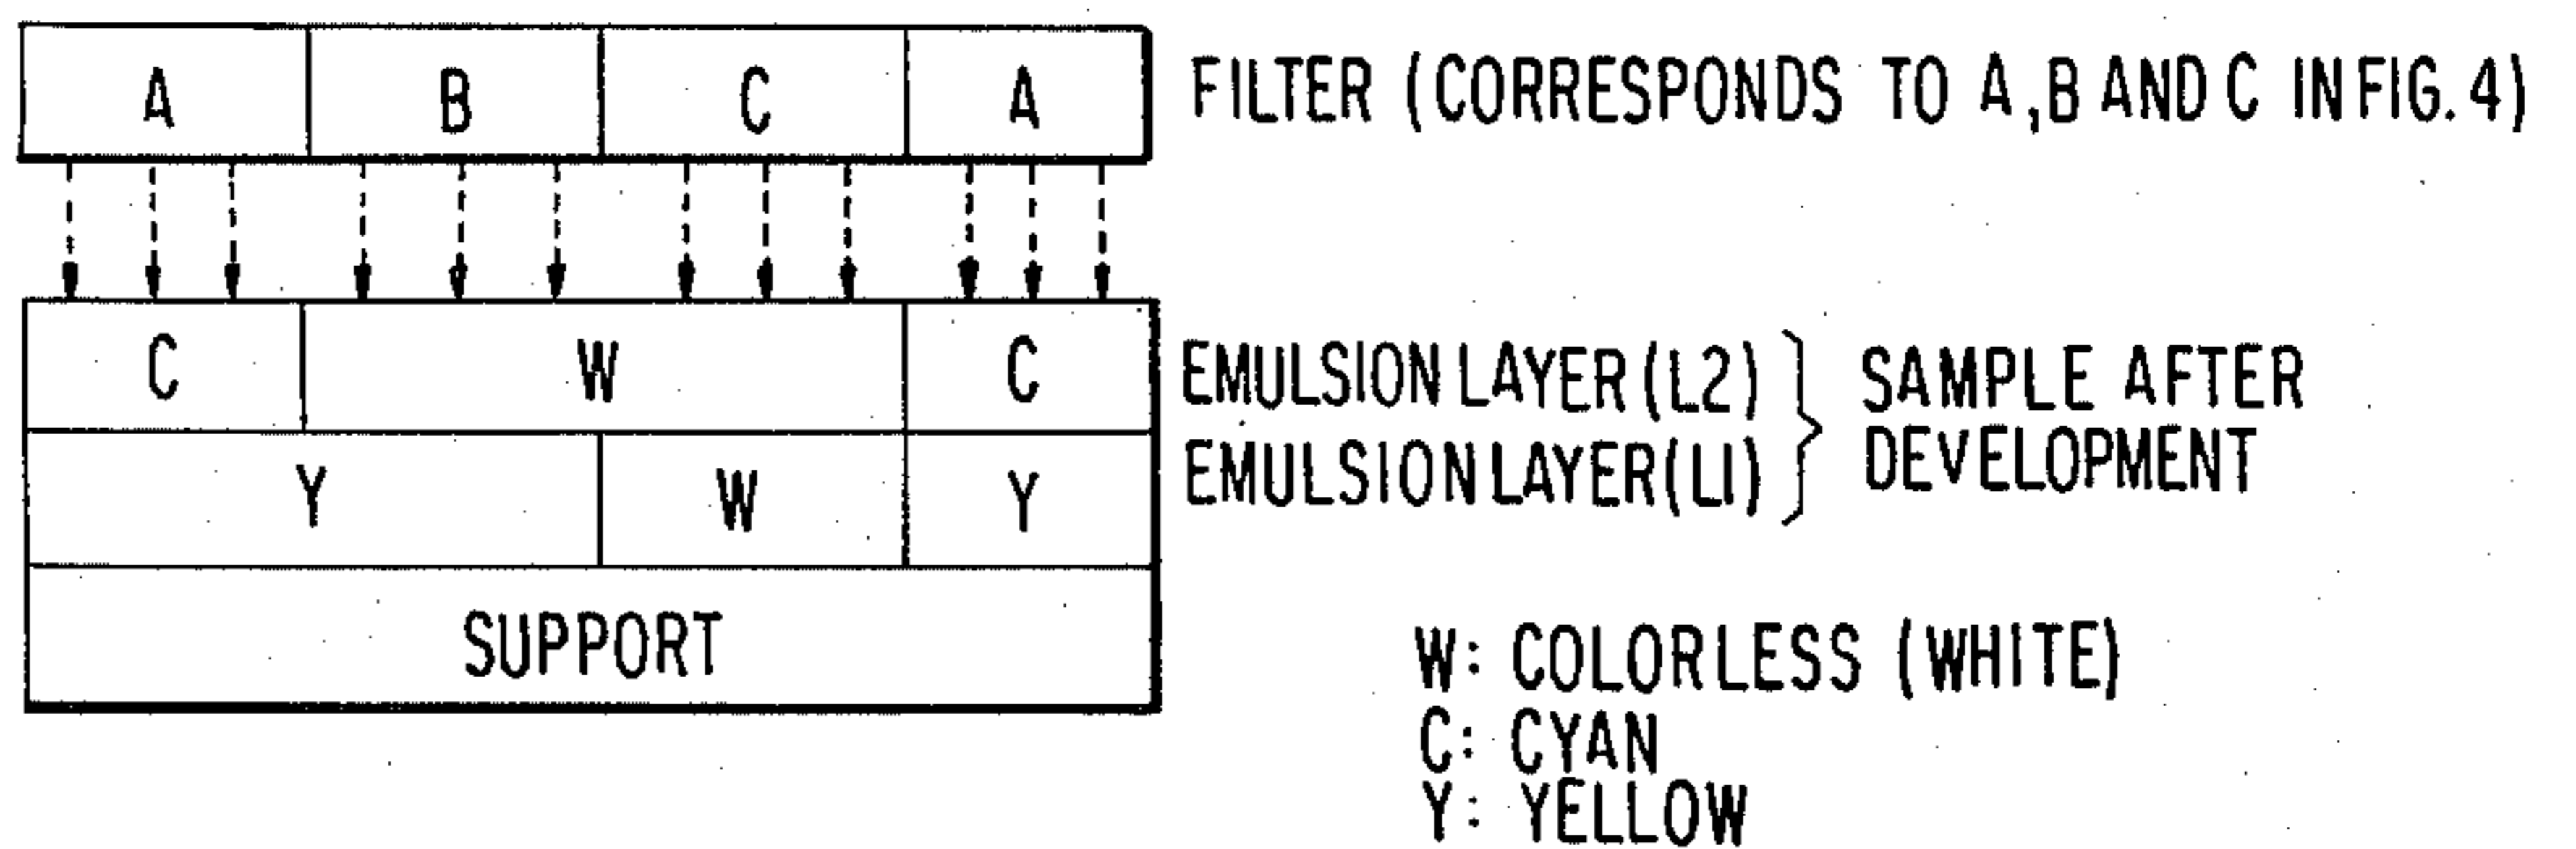 A B C A FILTER (CORRESPONDS TO A,B AND C IN FIG. 4)
C W C EMULSION LAYER (L2)
Y W Y EMULSION LAYER (L1)
SAMPLE AFTER
DEVELOPMENT
SUPPORT
W: COLORLESS (WHITE)
C: CYAN
Y: YELLOW